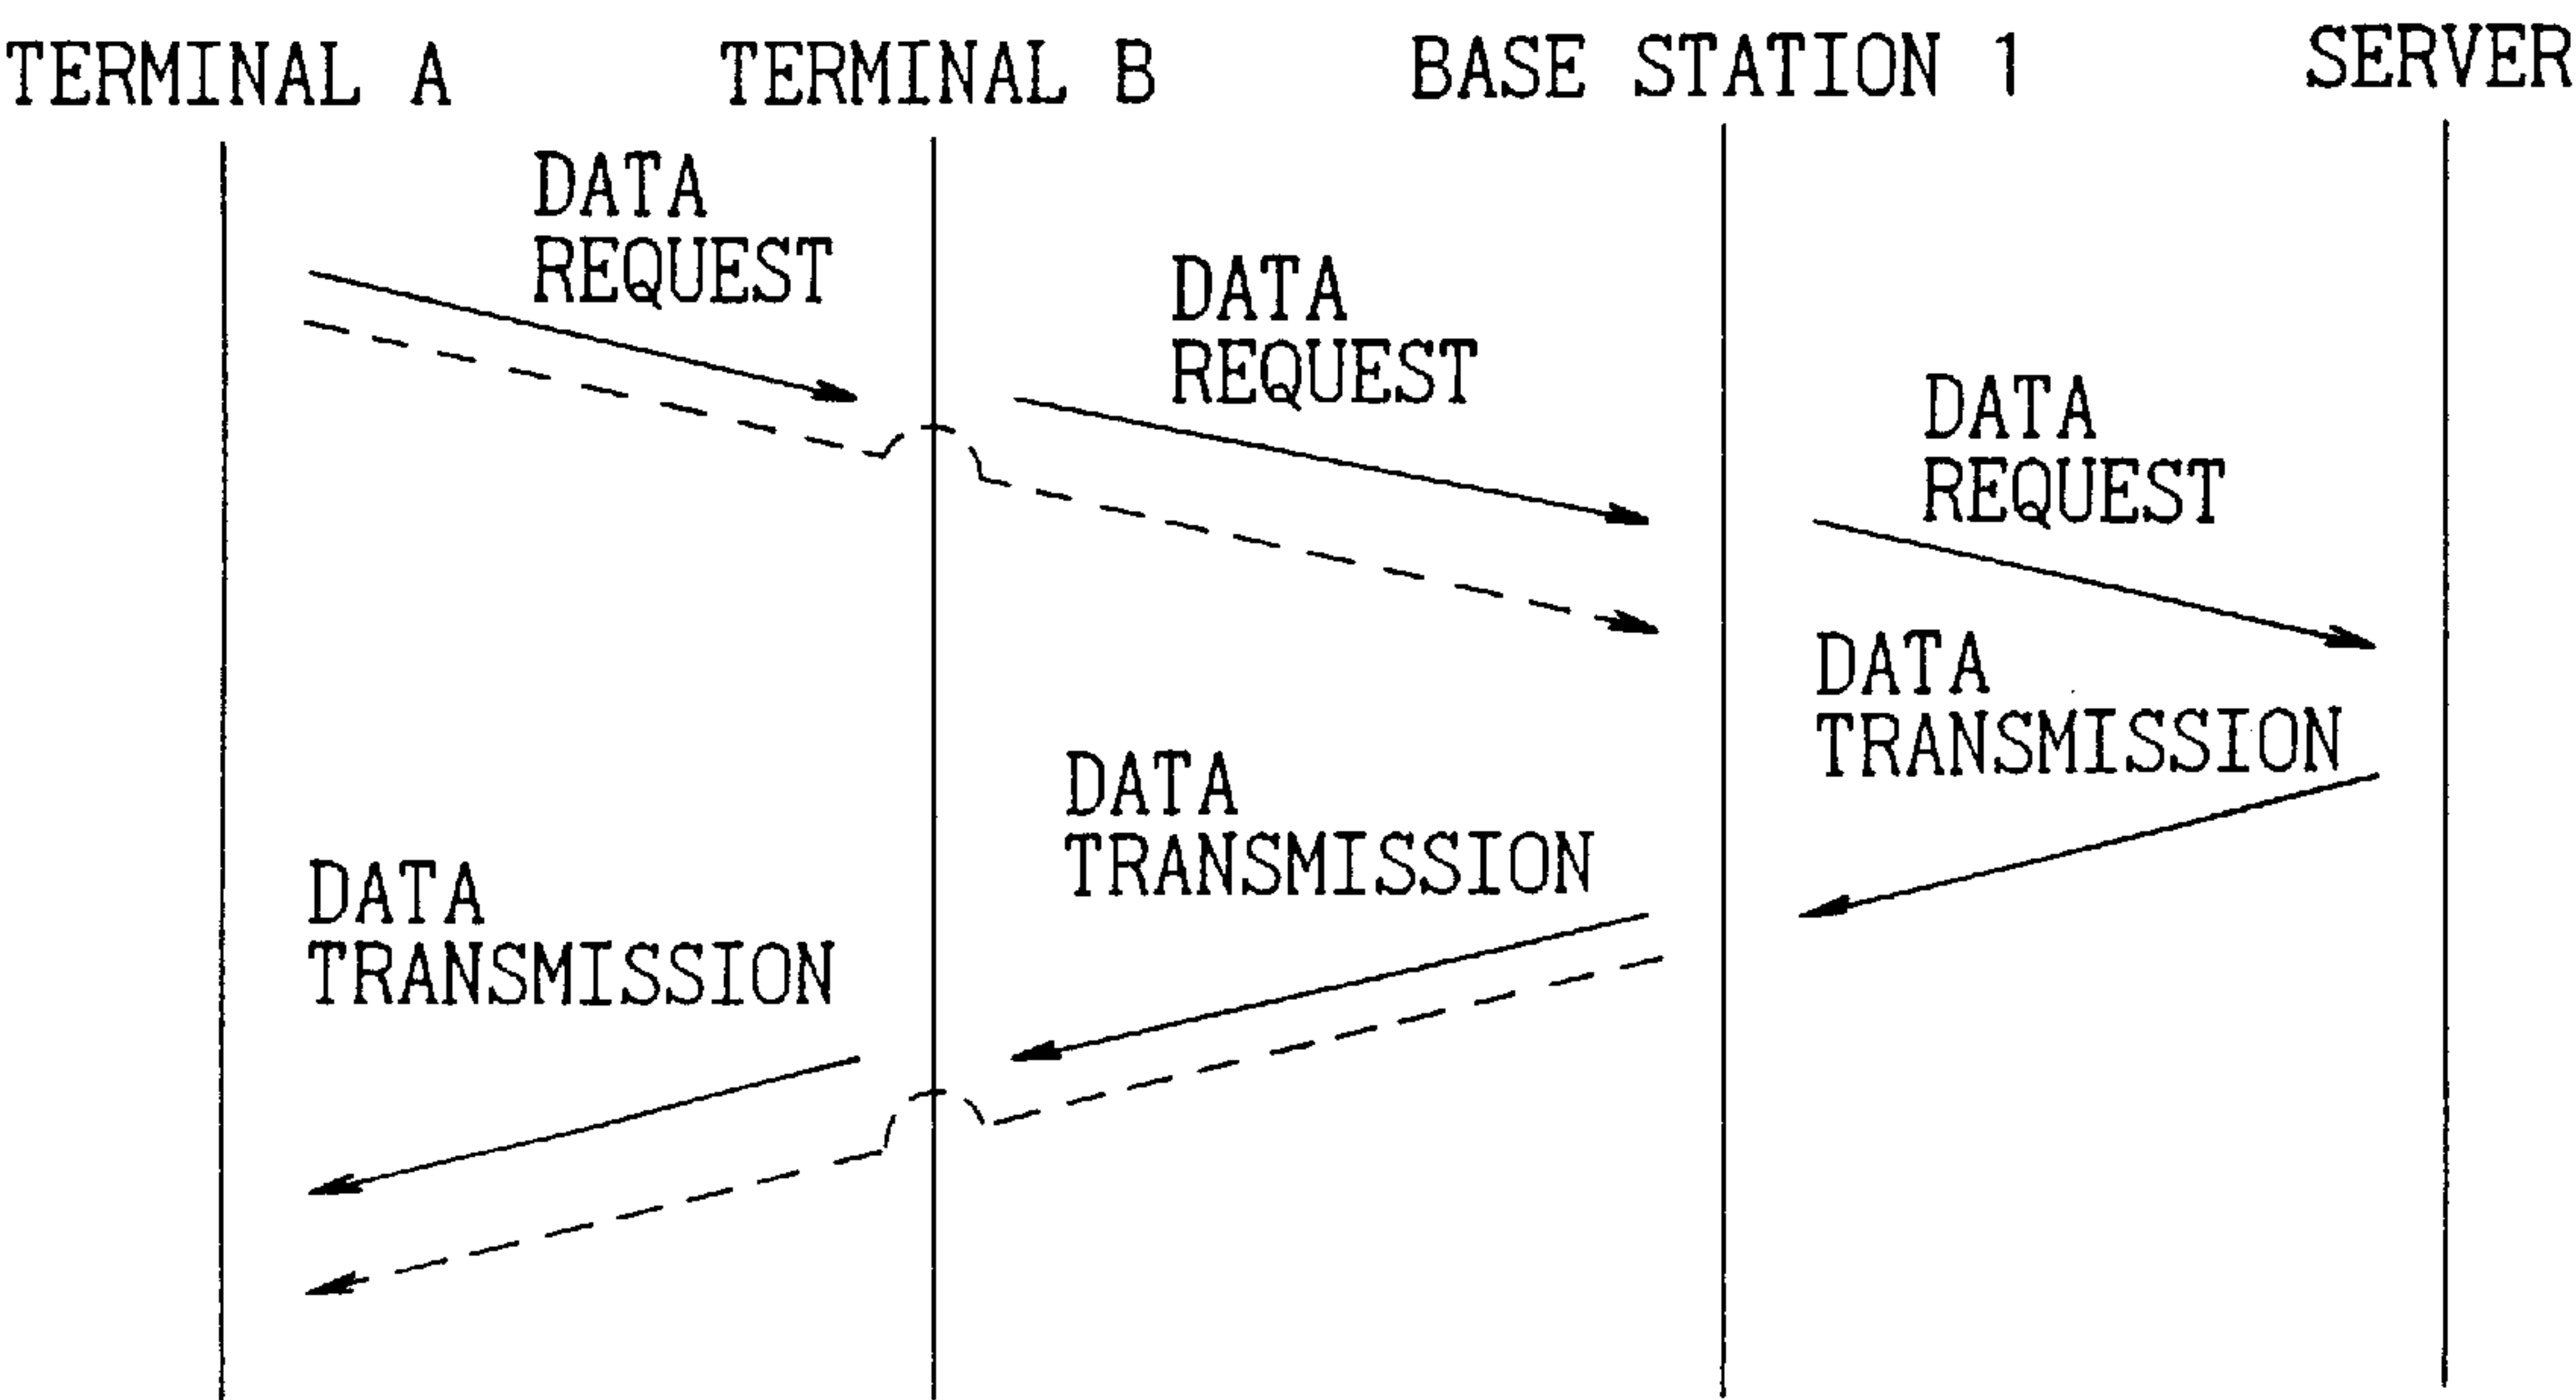 TERMINAL A
TERMINAL B
BASE STATION 1
SERVER
DATA
REQUEST
DATA
REQUEST
DATA
REQUEST
DATA
TRANSMISSION
DATA
TRANSMISSION
DATA
TRANSMISSION